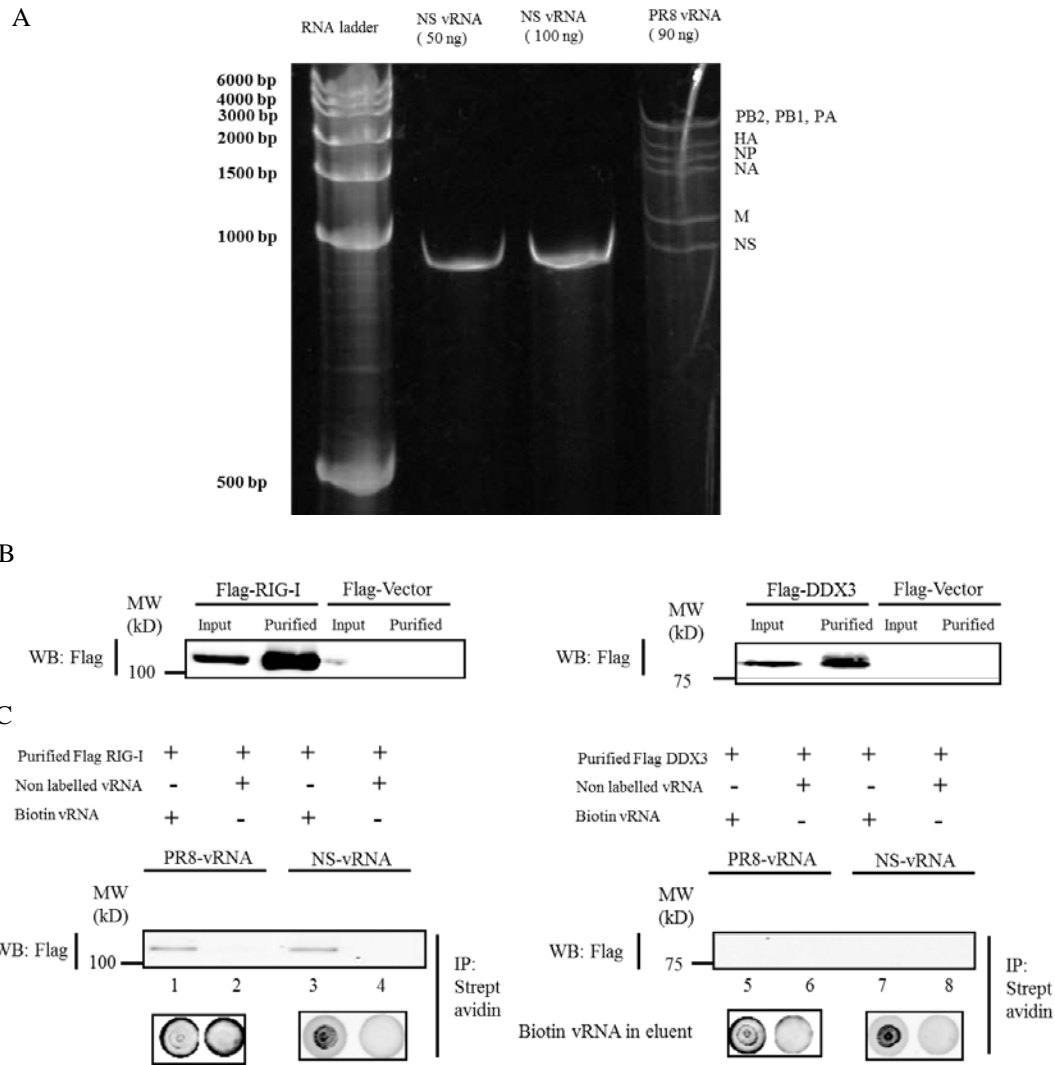 A
RNA ladder
NS vRNA
( 50 ng)
NS vRNA
( 100 ng)
PR8 vRNA
( 90 ng)
6000 bp
4000 bp
3000 bp
2000 bp
1500 bp
1000 bp
500 bp
PB2, PB1, PA
HA
NP
NA
M
NS
B
MW
(kD)
Flag-RIG-I Flag-Vector
Input Purified Input Purified
WB: Flag
100
MW
(kD)
Flag-DDX3 Flag-Vector
Input Purified Input Purified
WB: Flag
75
C
Purified Flag RIG-I + + + +
Non labelled vRNA - + - +
Biotin vRNA + - + -
PR8-vRNA NS-vRNA
MW
(kD)
WB: Flag
100
1 2 3 4
IP:
Strept
avidin
Purified Flag DDX3 + + + +
Non labelled vRNA - + - +
Biotin vRNA + - + -
PR8-vRNA NS-vRNA
MW
(kD)
WB: Flag
75
5 6 7 8
IP:
Strept
avidin
Biotin vRNA in eluent